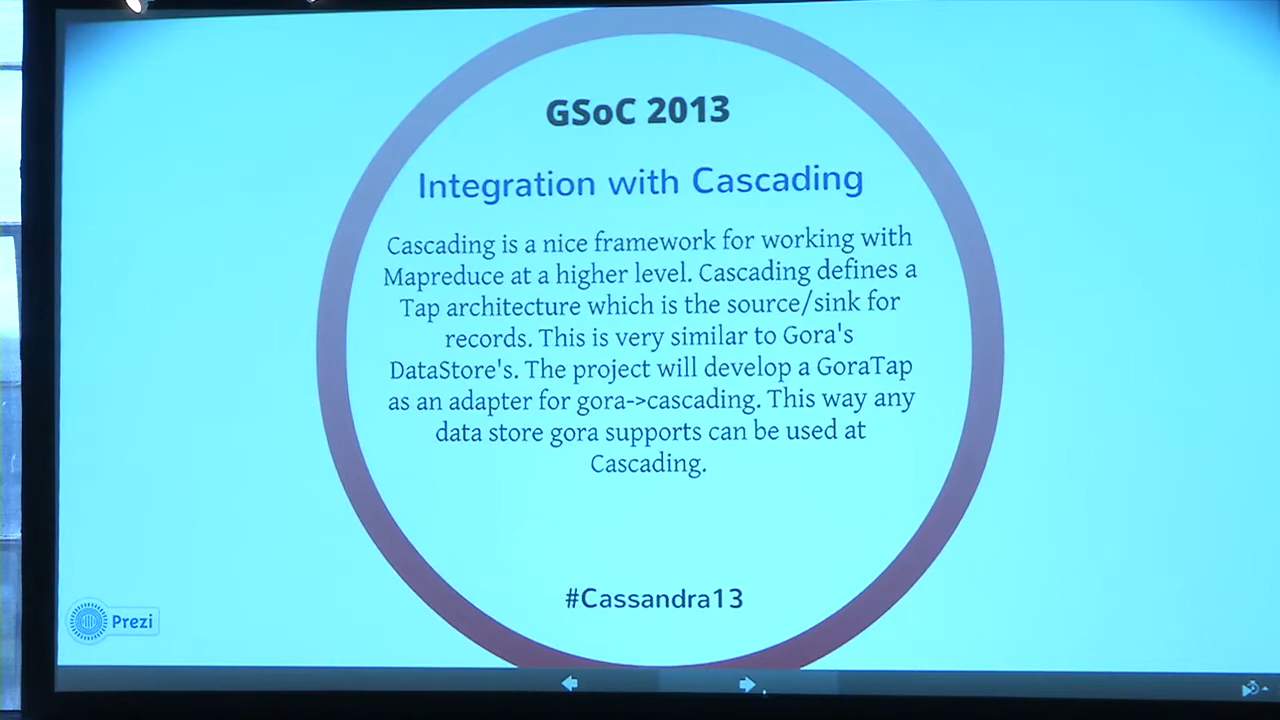 GSoC 2013
Integration with Cascading
Cascading is a nice framework for working with
Mapreduce at a higher level. Cascading defines a
Tap architecture which is the source/sink for
records. This is very similar to Gora's
DataStore's. The project will develop a GoraTap
as an adapter for gora->cascading. This way any
data store gora supports can be used at
Cascading.
#Cassandra13
Prezi